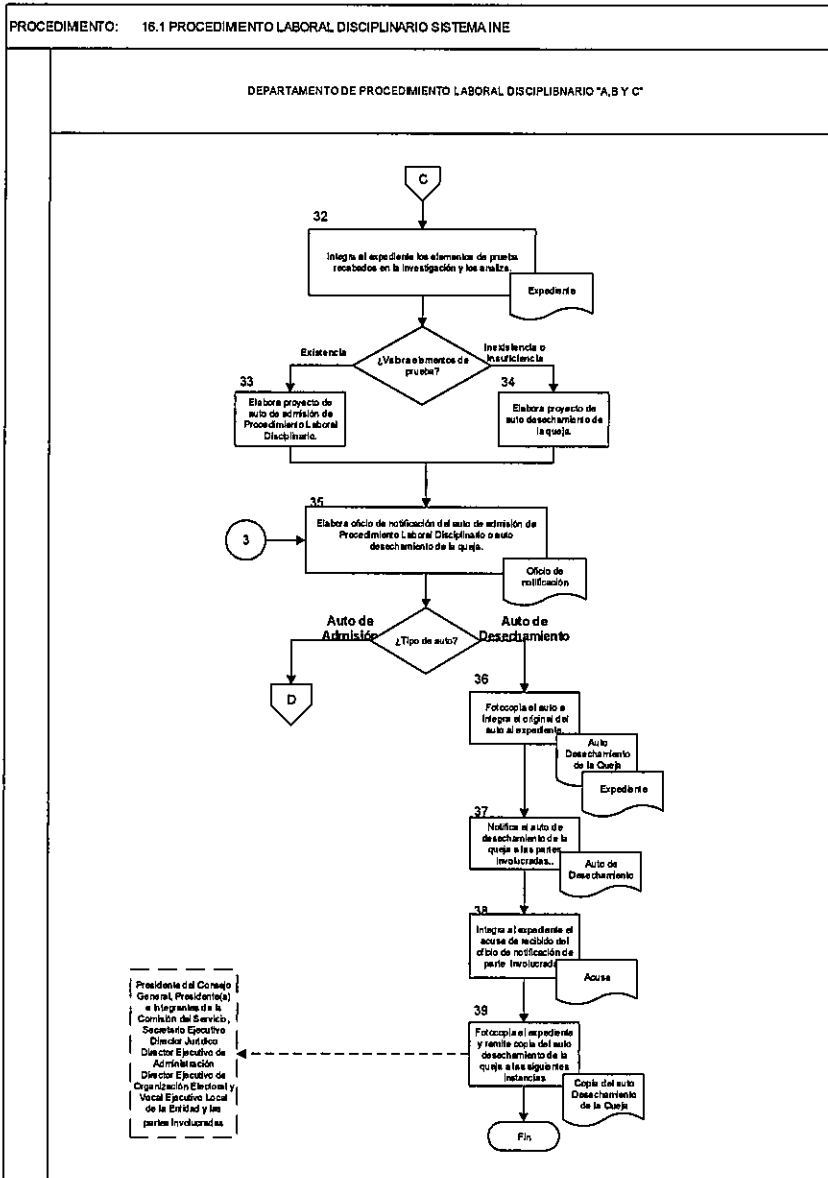 PROCEDIMIENTO: 16.1 PROCEDIMIENTO LABORAL DISCIPLINARIO SISTEMA INE
DEPARTAMENTO DE PROCEDIMIENTO LABORAL DISCIPLIBNARIO "A,B Y C"
C
32
Integra al expediente los elementos de prueba
recabados en la investigación y los analiza.
Expediente
Existencia
¿Valora elementos de
prueba?
Inexistencia o
insuficiencia
33
Elabora proyecto
de auto de admisión de
Procedimiento Laboral
Disciplinario.
34
Elabora proyecto de
auto desechamiento de
la queja.
35
Elabora oficio de notificación del auto de admisión de
Procedimiento Laboral Disciplinario o auto
desechamiento de la queja.
3
Oficio de
notificación
Auto de
Admisión
¿Tipo de auto?
Auto de
Desechamiento
D
36
Fotocopia el auto e
integra el original del
auto al expediente.
Auto
Desechamiento
de la Queja
Expediente
37
Notifica el auto de
desechamiento de la
queja a las partes
involucradas..
Auto de
Desechamiento
38
Integra al expediente el
acuse de recibido del
oficio de notificación de
parte involucrada
Acuse
39
Fotocopia el expediente
y remite copia del auto
desechamiento de la
queja a las siguientes
instancias
Copia del auto
Desechamiento
de la Queja
Presidente del Consejo
General, Presidente(a)
e Integrantes de la
Comisión del Servicio,
Secretario Ejecutivo
Director Jurídico
Director Ejecutivo de
Administración
Director Ejecutivo de
Organización Electoral y
Vocal Ejecutivo Local
de la Entidad y las
partes involucradas
Fin